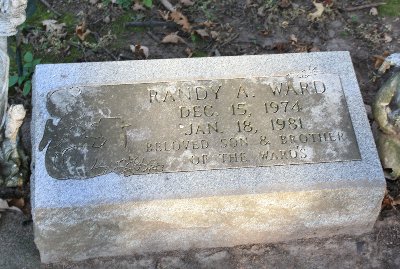 RANDY A. WARD
DEC. 15, 1974
JAN. 18, 1981
BELOVED SON & BROTHER
OF THE WARDS